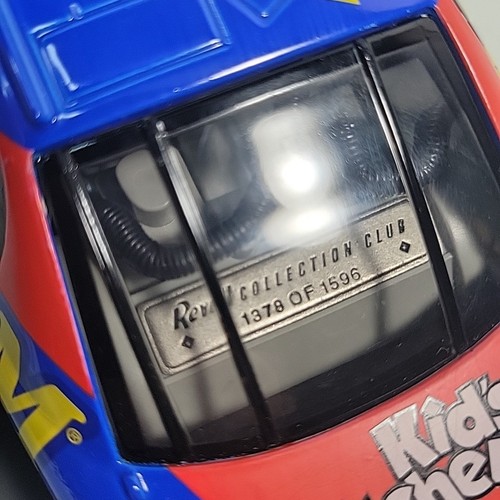 Revell COLLECTION CLUB
1378 OF 1596
M®
Kid's